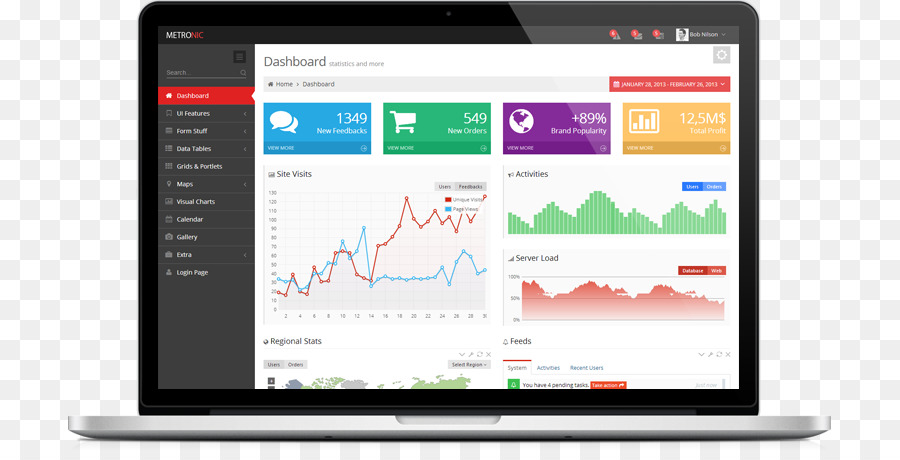 METRONIC
6
5
5
Bob Nilson
Search...
Dashboard
UI Features
Form Stuff
Data Tables
Grids & Portlets
Maps
Visual Charts
Calendar
Gallery
Extra
Login Page
Dashboard statistics and more
Home > Dashboard
JANUARY 28, 2013 - FEBRUARY 26, 2013
1349
New Feedbacks
VIEW MORE
549
New Orders
VIEW MORE
+89%
Brand Popularity
VIEW MORE
12,5M$
Total Profit
VIEW MORE
Site Visits
Users Feedbacks
Unique Visits
Page Views
130
120
110
100
90
80
70
60
50
40
30
20
10
0
2 4 6 8 10 12 14 16 18 20 22 24 26 28 30
Activities
Users Orders
Server Load
Database Web
100%
50%
0%
Regional Stats
Users Orders
Select Region
Feeds
System Activities Recent Users
You have 4 pending tasks. Take action
Just now